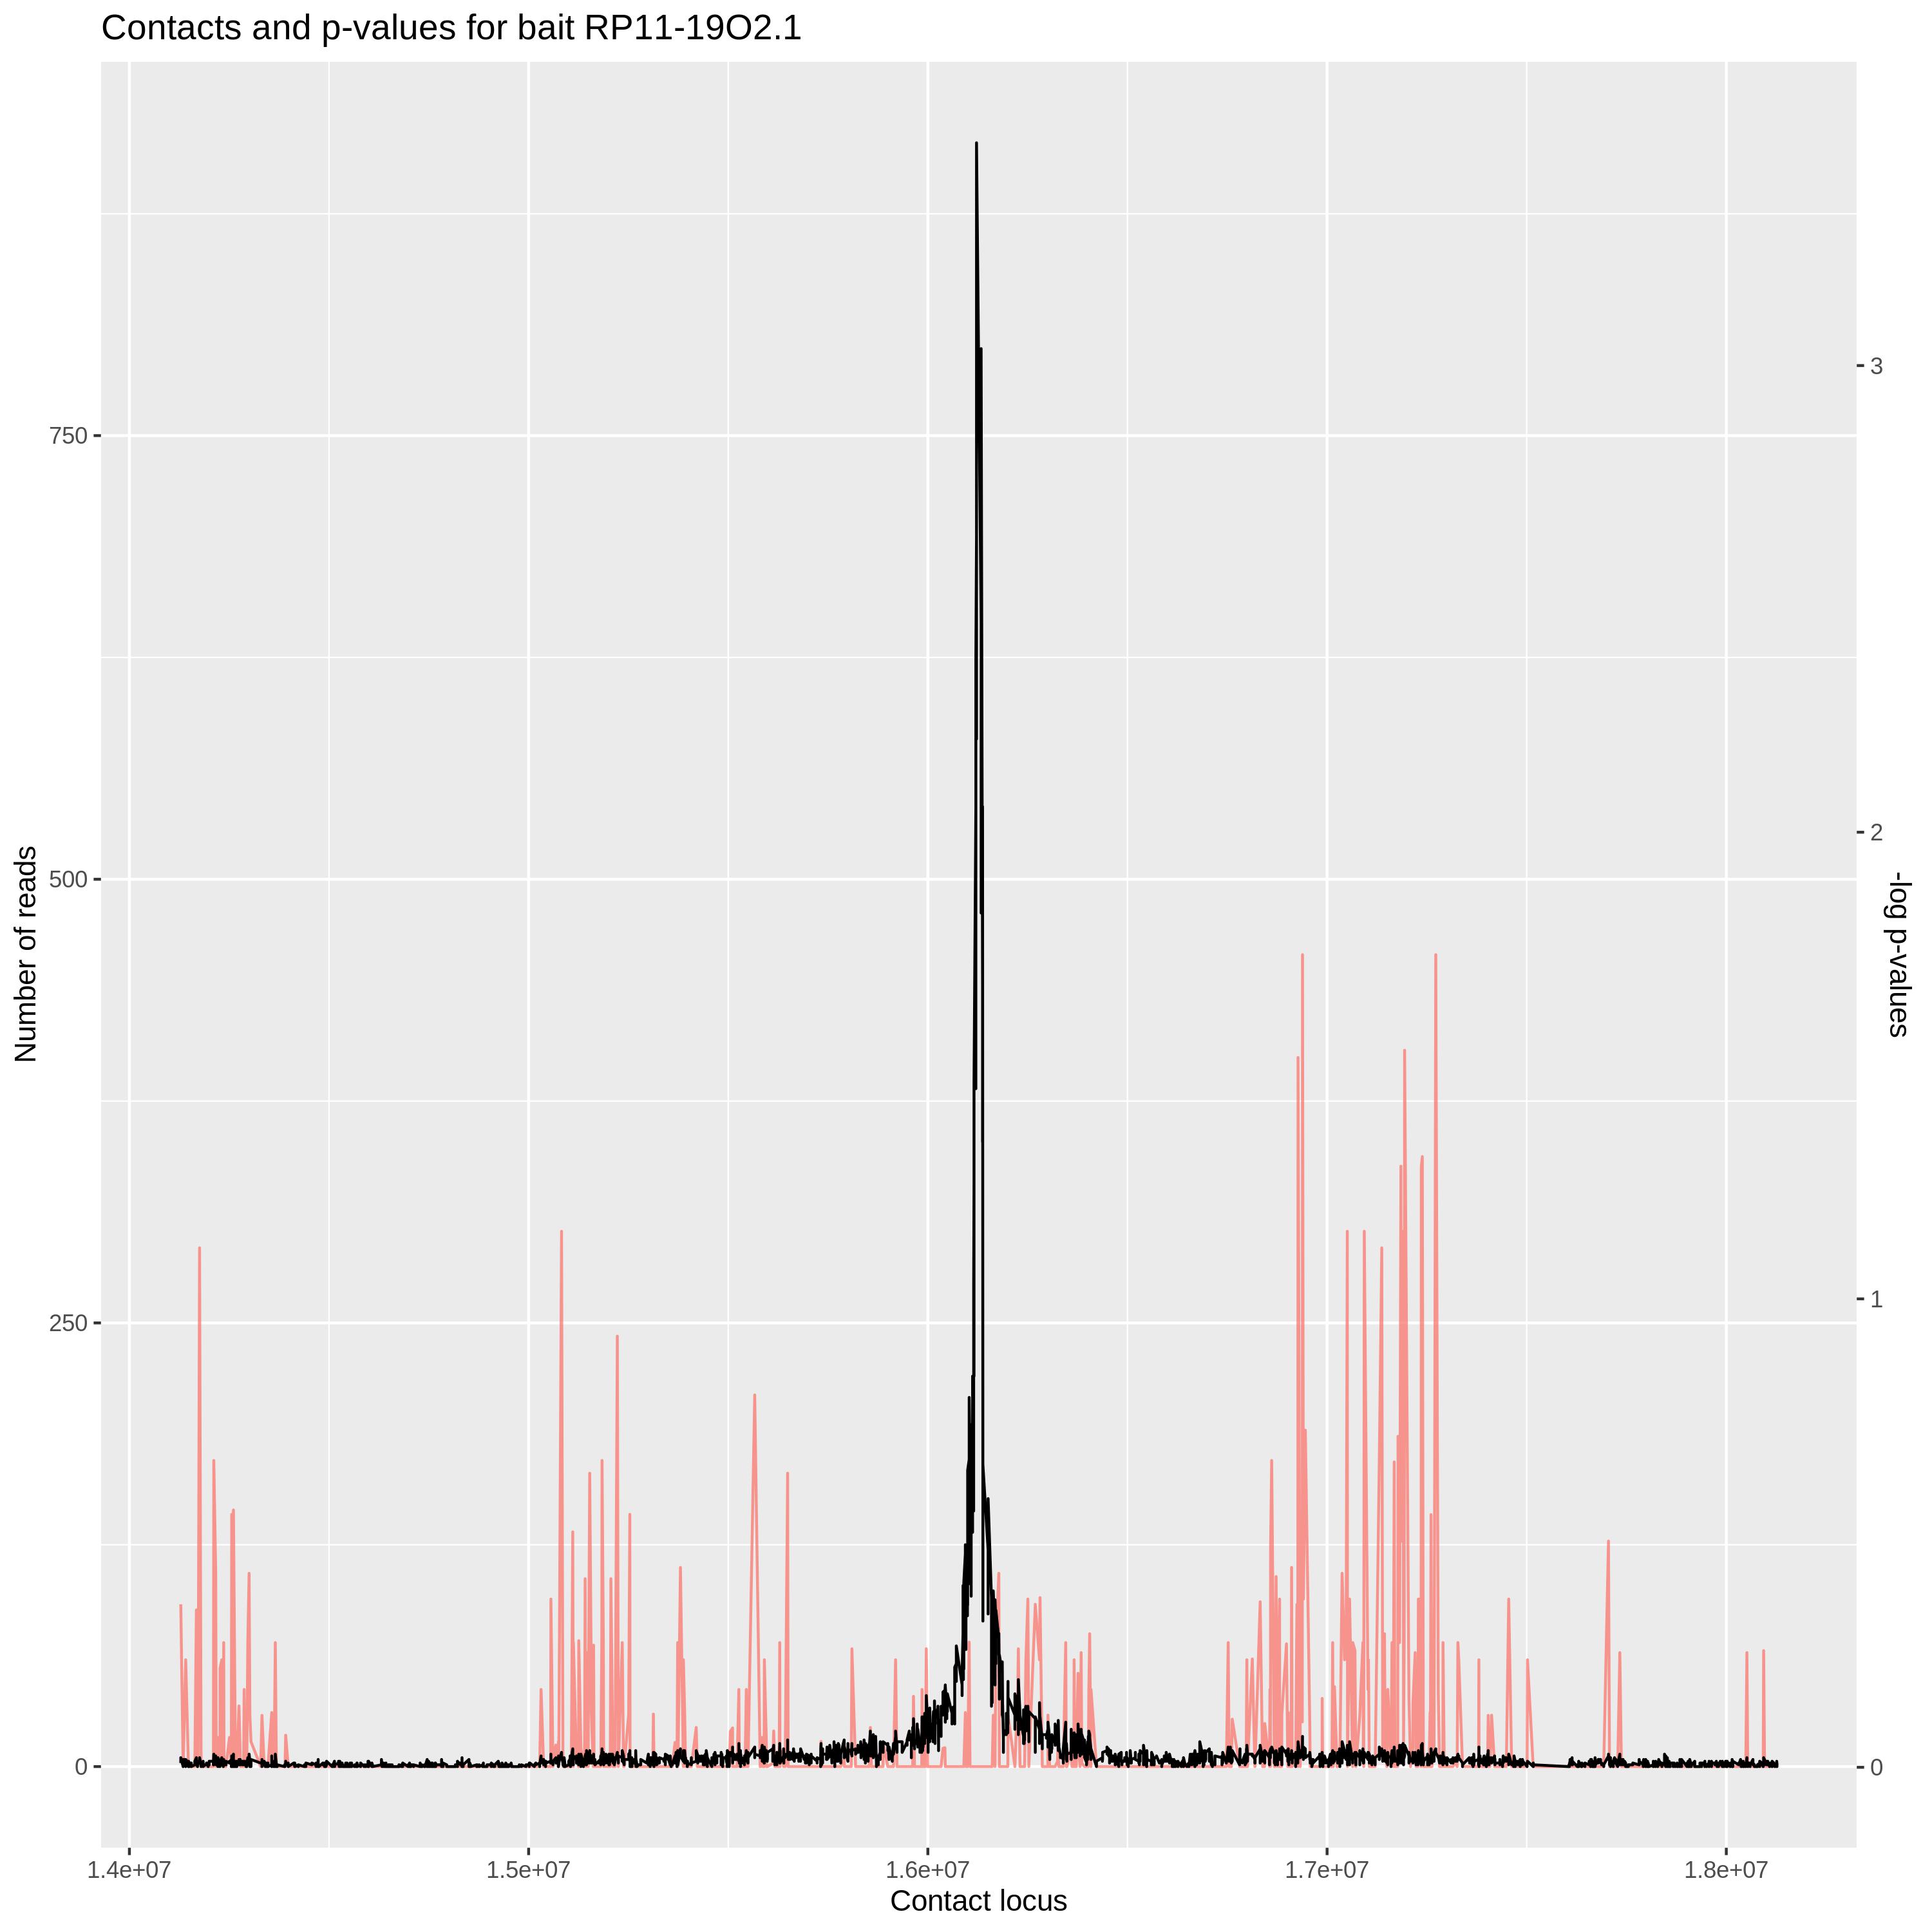 Contacts and p-values for bait RP11-19O2.1
Number of reads
750
500
250
0
3
2
1
0
-log p-values
1.4e+07
1.5e+07
1.6e+07
1.7e+07
1.8e+07
Contact locus